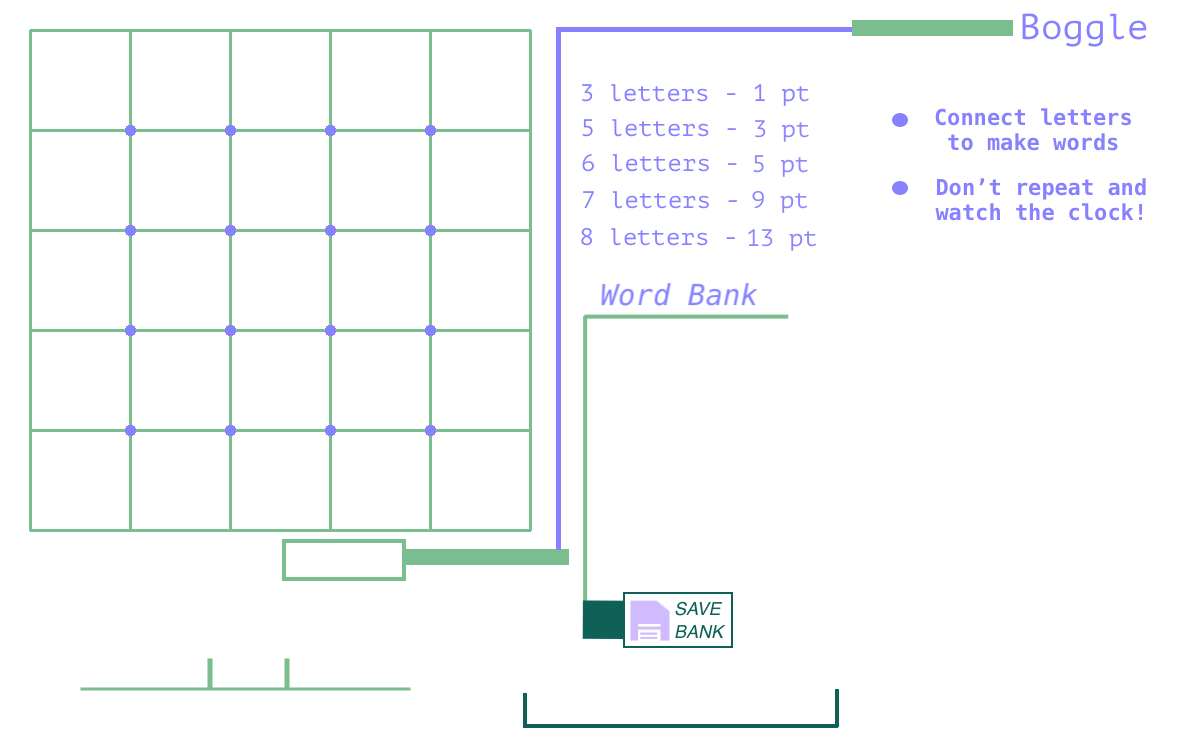 Boggle
3 letters - 1 pt
5 letters - 3 pt
6 letters - 5 pt
7 letters - 9 pt
8 letters - 13 pt
Connect letters
to make words
Don’t repeat and
watch the clock!
Word Bank
SAVE
BANK